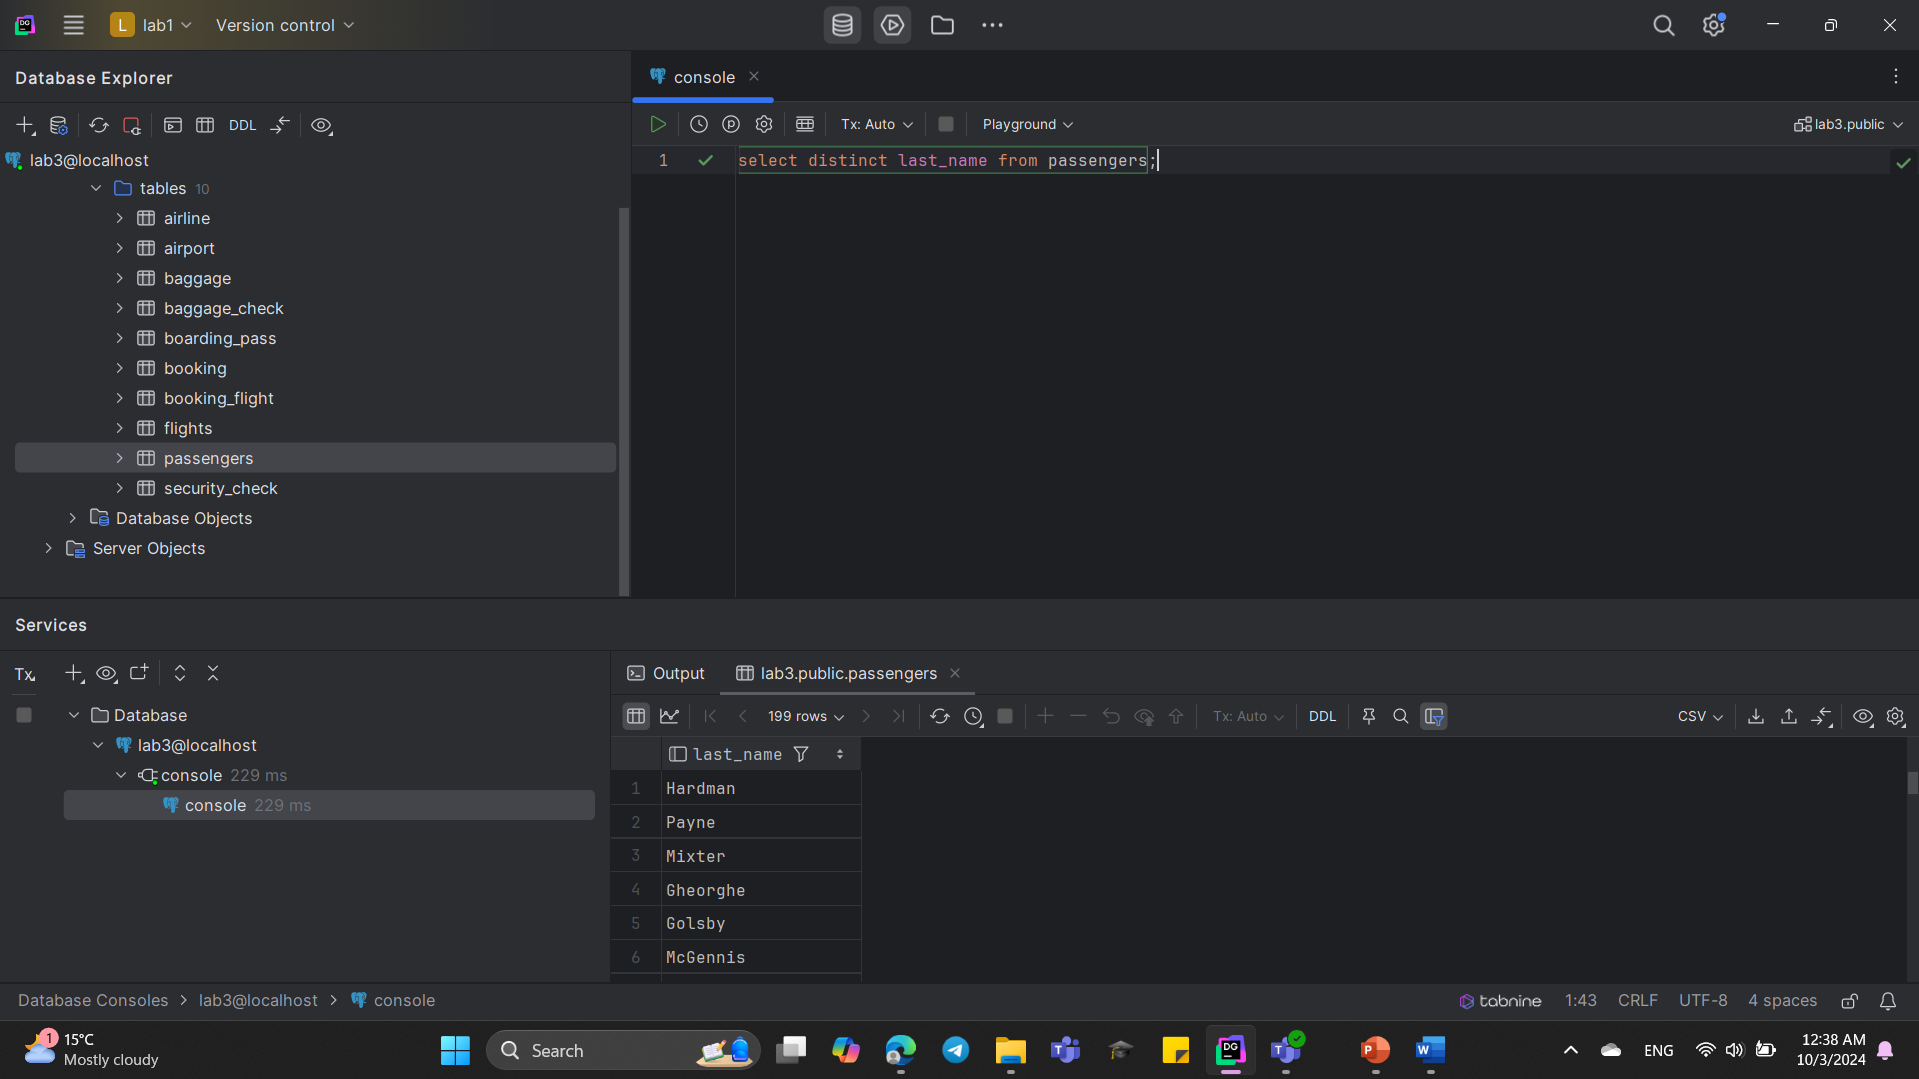 lab1 Version control
Database Explorer
console
DDL
Tx: Auto Playground lab3.public
lab3@localhost
1 select distinct last_name from passengers;
tables 10
airline
airport
baggage
baggage_check
boarding_pass
booking
booking_flight
flights
passengers
security_check
Database Objects
Server Objects
Services
Tx
Output lab3.public.passengers
199 rows Tx: Auto DDL CSV
Database
lab3@localhost
console 229 ms
console 229 ms
last_name
1 Hardman
2 Payne
3 Mixter
4 Gheorghe
5 Golsby
6 McGennis
Database Consoles > lab3@localhost > console
tabnine 1:43 CRLF UTF-8 4 spaces
1 15°C
Mostly cloudy
Search
ENG
12:38 AM
10/3/2024